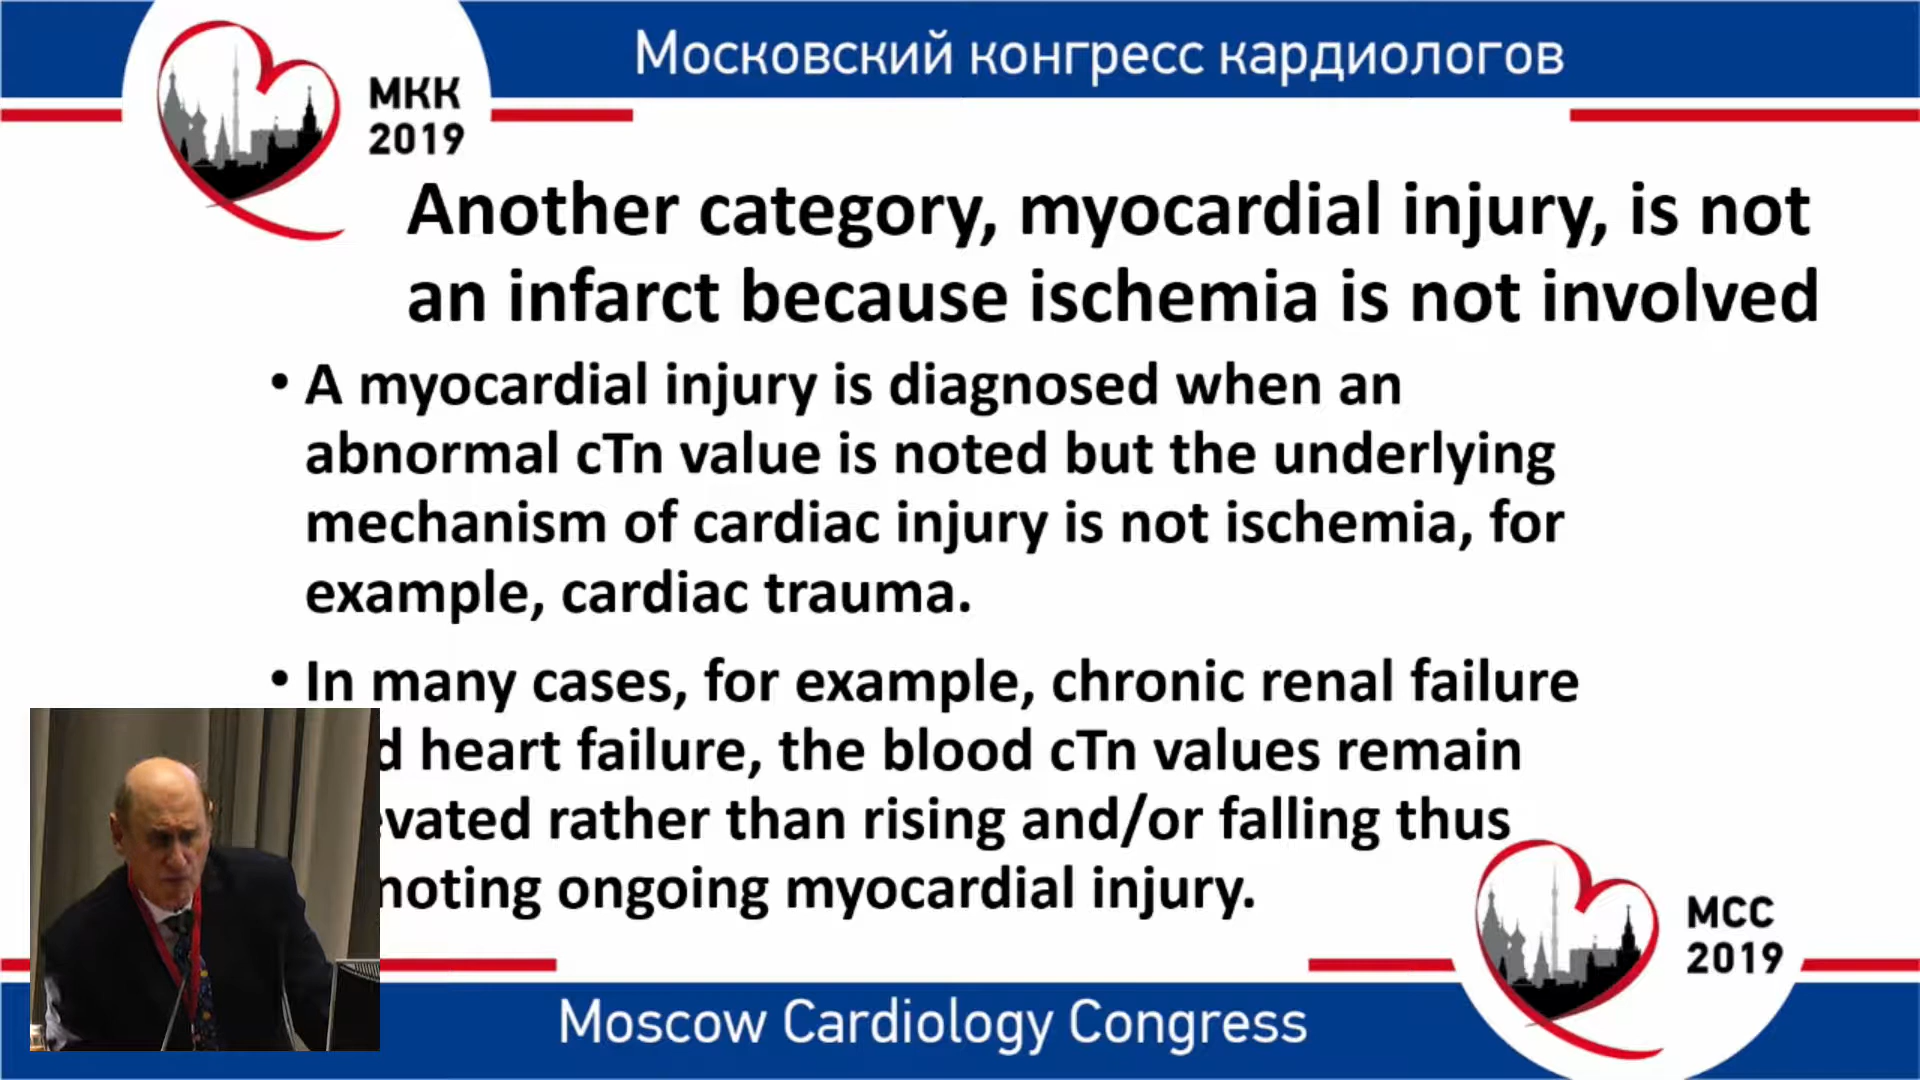 Московский конгресс кардиологов
МКК
2019
Another category, myocardial injury, is not
an infarct because ischemia is not involved
• A myocardial injury is diagnosed when an
abnormal cTn value is noted but the underlying
mechanism of cardiac injury is not ischemia, for
example, cardiac trauma.
• In many cases, for example, chronic renal failure
heart failure, the blood cTn values remain
rather than rising and/or falling thus
ongoing myocardial injury.
MCC
2019
Moscow Cardiology Congress